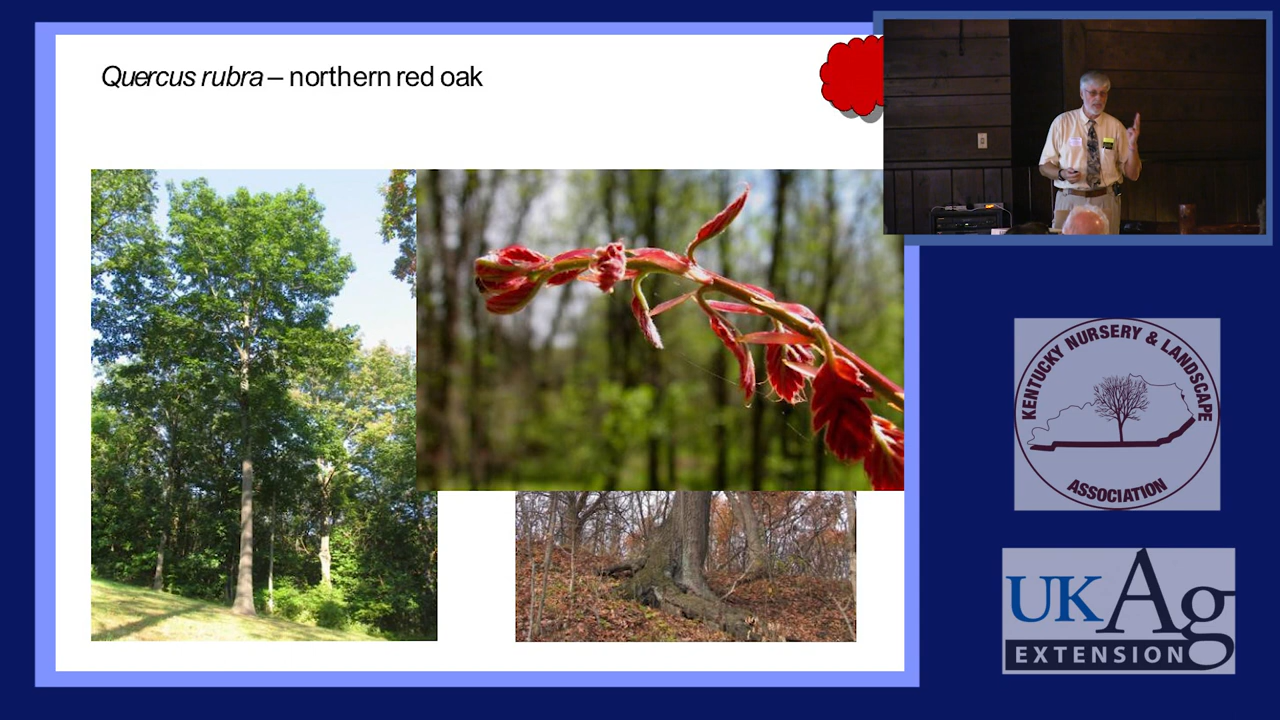 Quercus rubra – northern red oak
KENTUCKY NURSERY & LANDSCAPE
ASSOCIATION
UKAg
EXTENSION